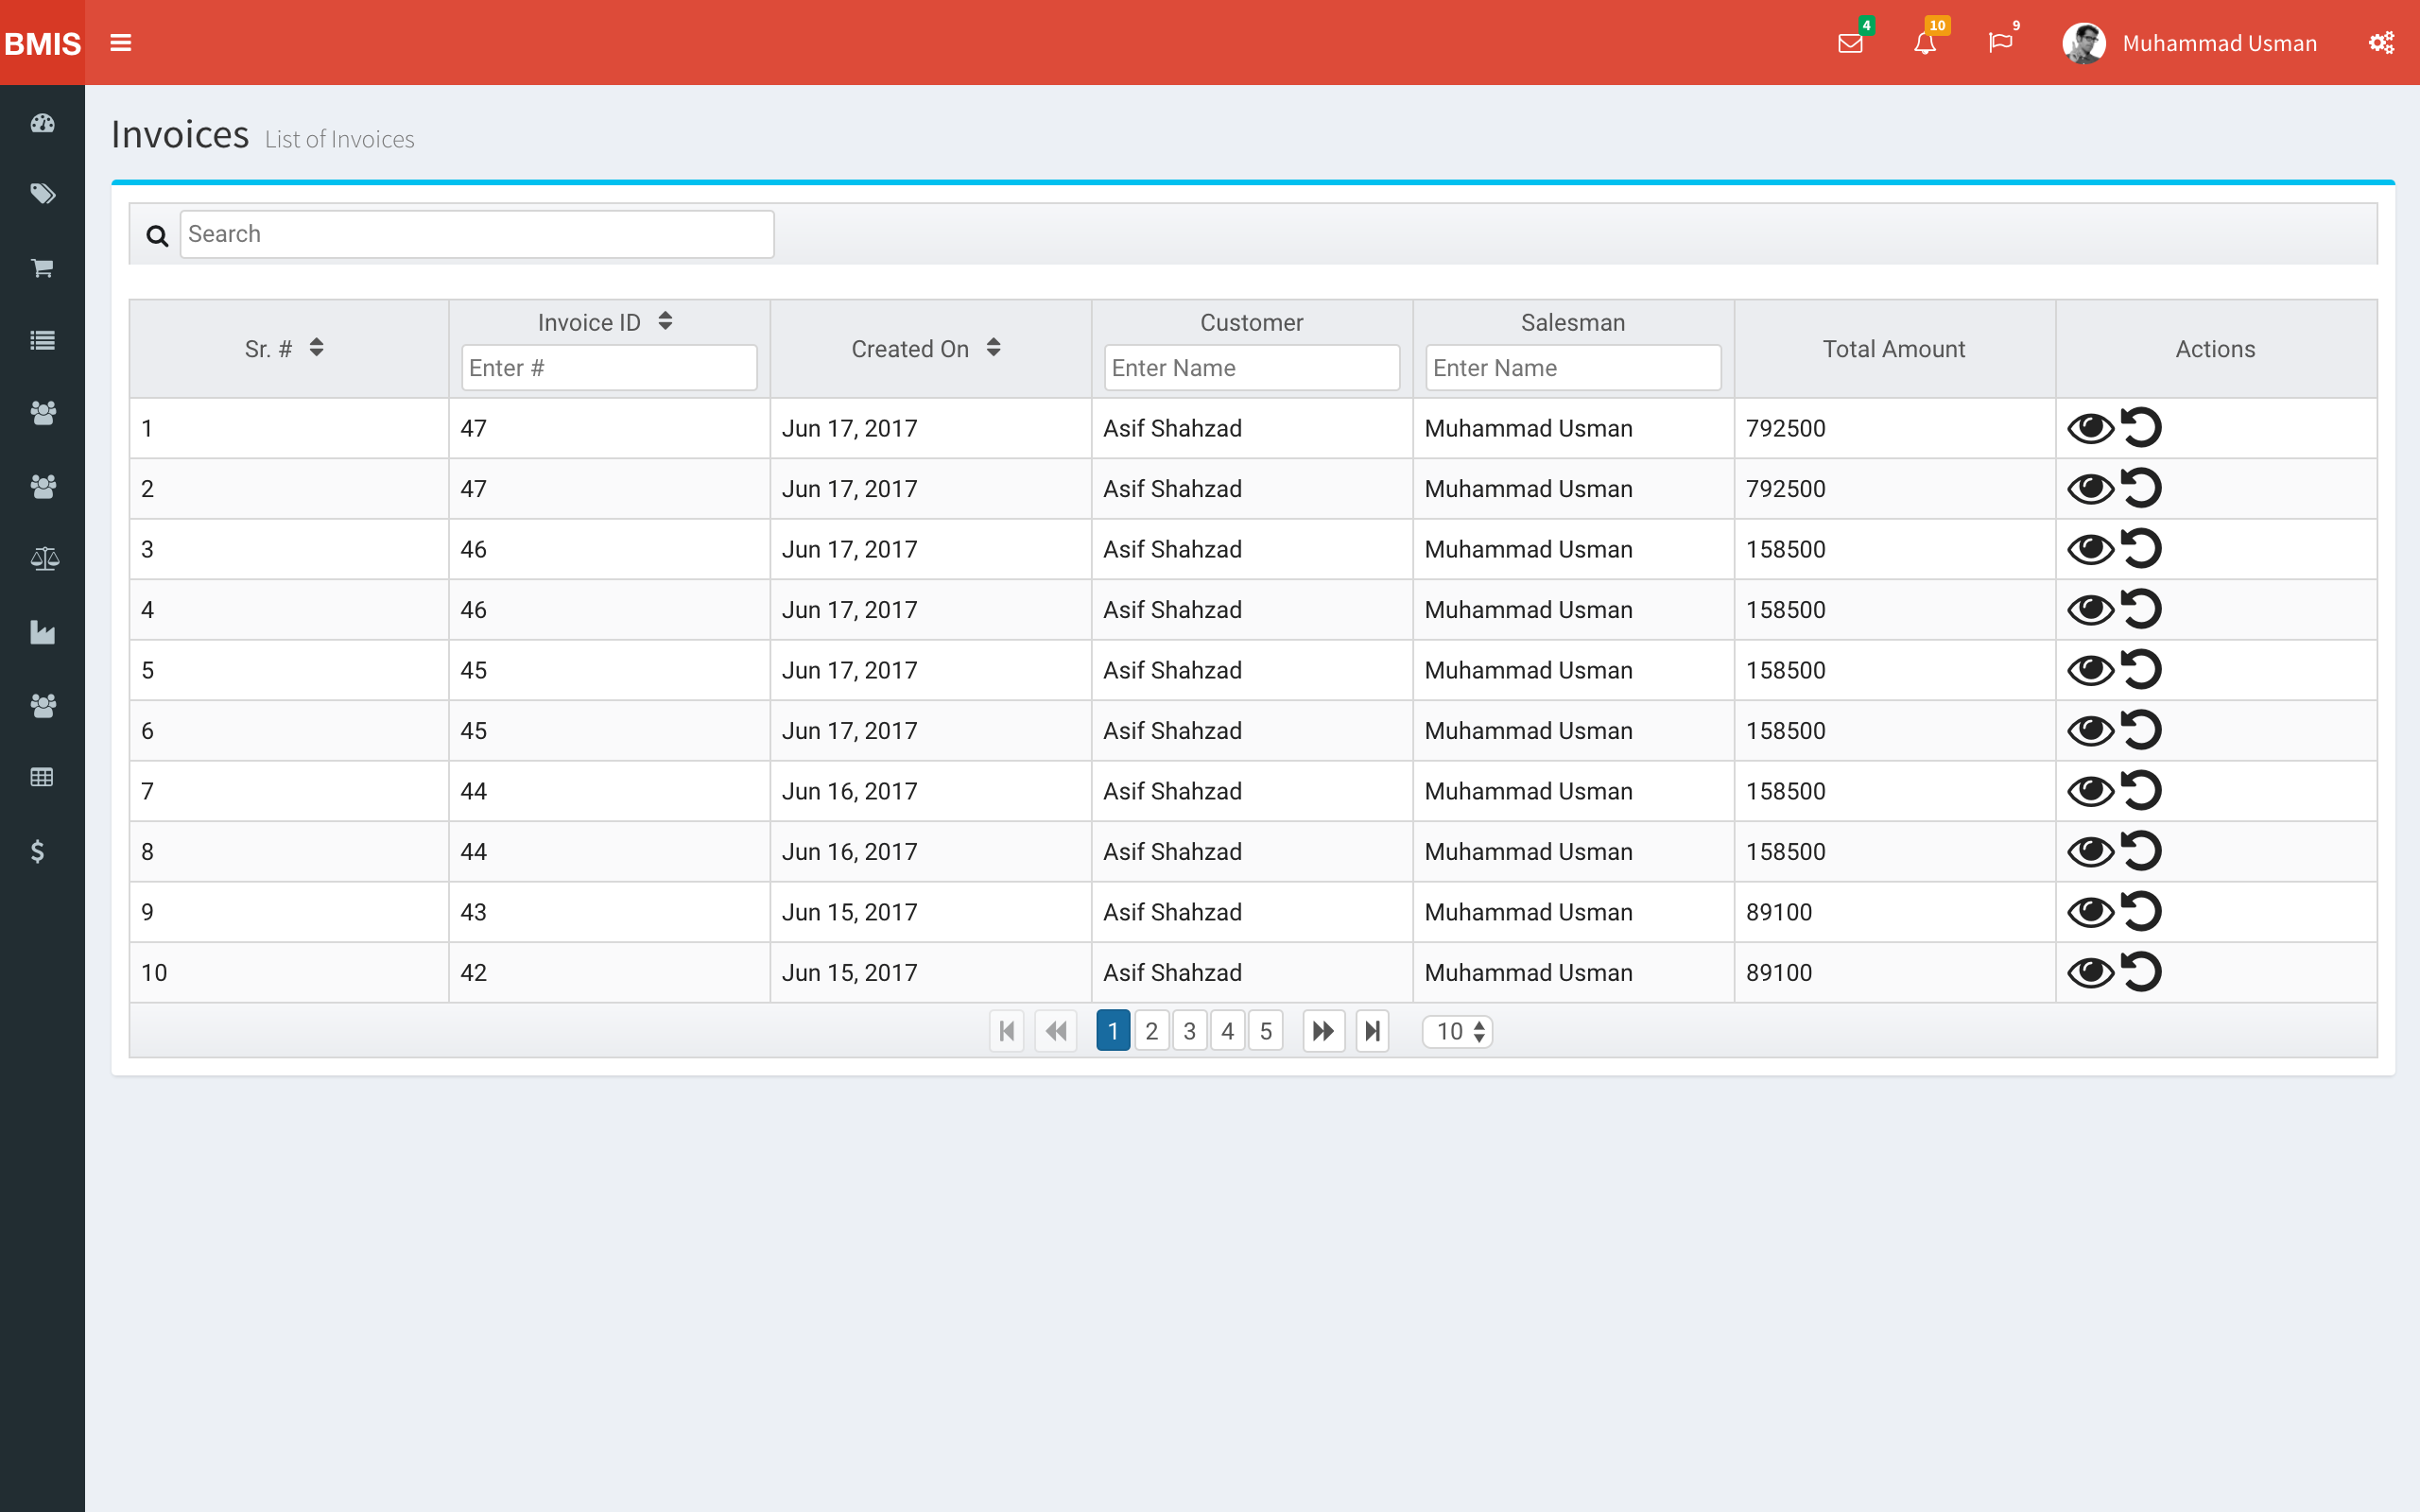 BMIS 4 10 9 Muhammad Usman
Invoices List of Invoices
Search
Sr. # Invoice ID Created On Customer Salesman Total Amount Actions
Enter # Enter Name Enter Name
1 47 Jun 17, 2017 Asif Shahzad Muhammad Usman 792500
2 47 Jun 17, 2017 Asif Shahzad Muhammad Usman 792500
3 46 Jun 17, 2017 Asif Shahzad Muhammad Usman 158500
4 46 Jun 17, 2017 Asif Shahzad Muhammad Usman 158500
5 45 Jun 17, 2017 Asif Shahzad Muhammad Usman 158500
6 45 Jun 17, 2017 Asif Shahzad Muhammad Usman 158500
7 44 Jun 16, 2017 Asif Shahzad Muhammad Usman 158500
8 44 Jun 16, 2017 Asif Shahzad Muhammad Usman 158500
9 43 Jun 15, 2017 Asif Shahzad Muhammad Usman 89100
10 42 Jun 15, 2017 Asif Shahzad Muhammad Usman 89100
1 2 3 4 5 10